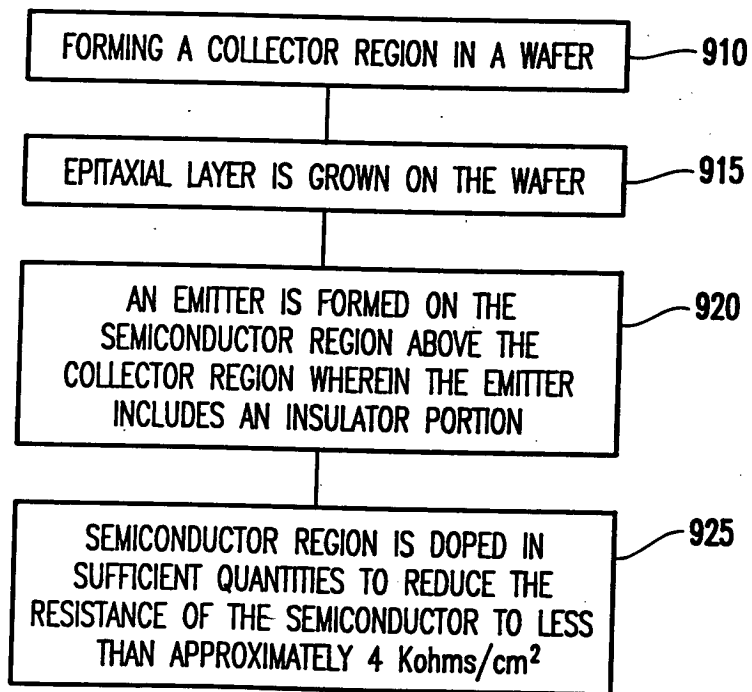 FORMING A COLLECTOR REGION IN A WAFER
910
EPITAXIAL LAYER IS GROWN ON THE WAFER
915
AN EMITTER IS FORMED ON THE
SEMICONDUCTOR REGION ABOVE THE
COLLECTOR REGION WHEREIN THE EMITTER
INCLUDES AN INSULATOR PORTION
920
SEMICONDUCTOR REGION IS DOPED IN
SUFFICIENT QUANTITIES TO REDUCE THE
RESISTANCE OF THE SEMICONDUCTOR TO LESS
THAN APPROXIMATELY 4 Kohms/cm²
925